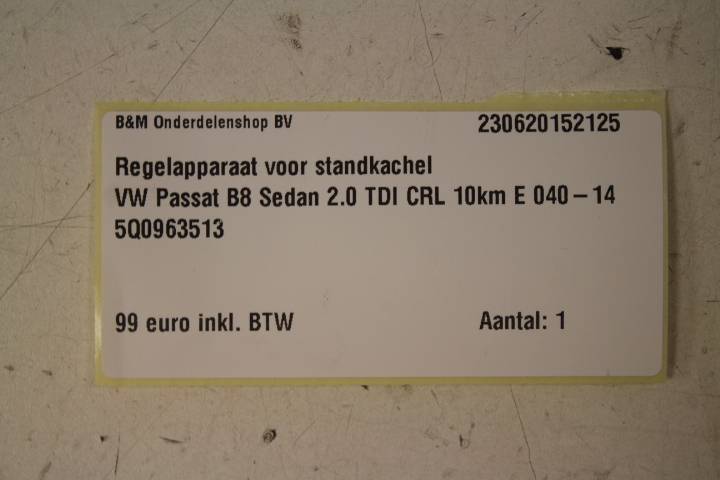 B&M Onderdelenshop BV 230620152125
Regelapparaat voor standkachel
VW Passat B8 Sedan 2.0 TDI CRL 10km E 040 – 14
5Q0963513
99 euro inkl. BTW Aantal: 1